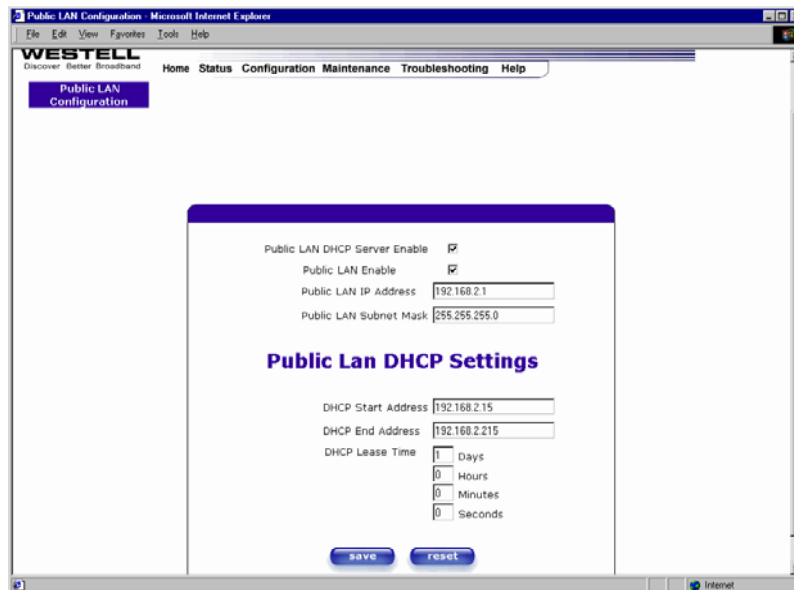 Public LAN Configuration - Microsoft Internet Explorer
File Edit View Favorites Tools Help
WESTELL
Discover Better Broadband
Home Status Configuration Maintenance Troubleshooting Help
Public LAN
Configuration
Public LAN DHCP Server Enable
Public LAN Enable
Public LAN IP Address 192.168.2.1
Public LAN Subnet Mask 255.255.255.0
Public Lan DHCP Settings
DHCP Start Address 192.168.2.15
DHCP End Address 192.168.2.215
DHCP Lease Time 1 Days
0 Hours
0 Minutes
0 Seconds
save reset
Internet